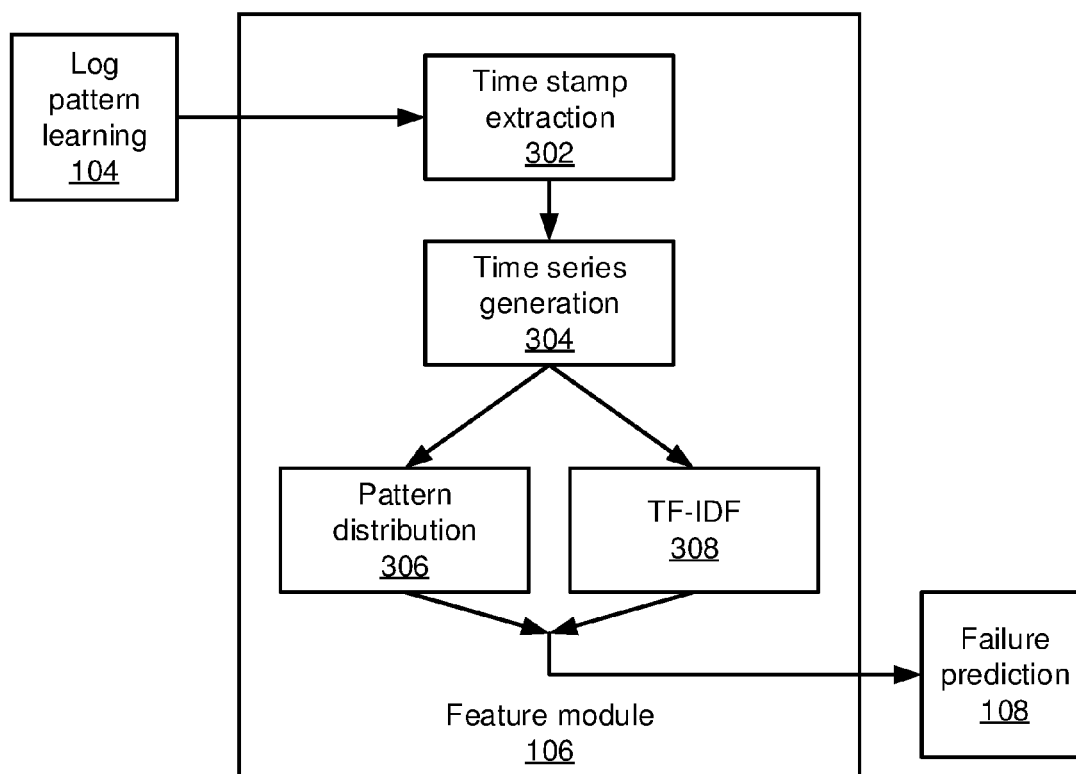 Log
pattern
learning
104
Time stamp
extraction
302
Time series
generation
304
Pattern
distribution
306
TF-IDF
308
Failure
prediction
108
Feature module
106